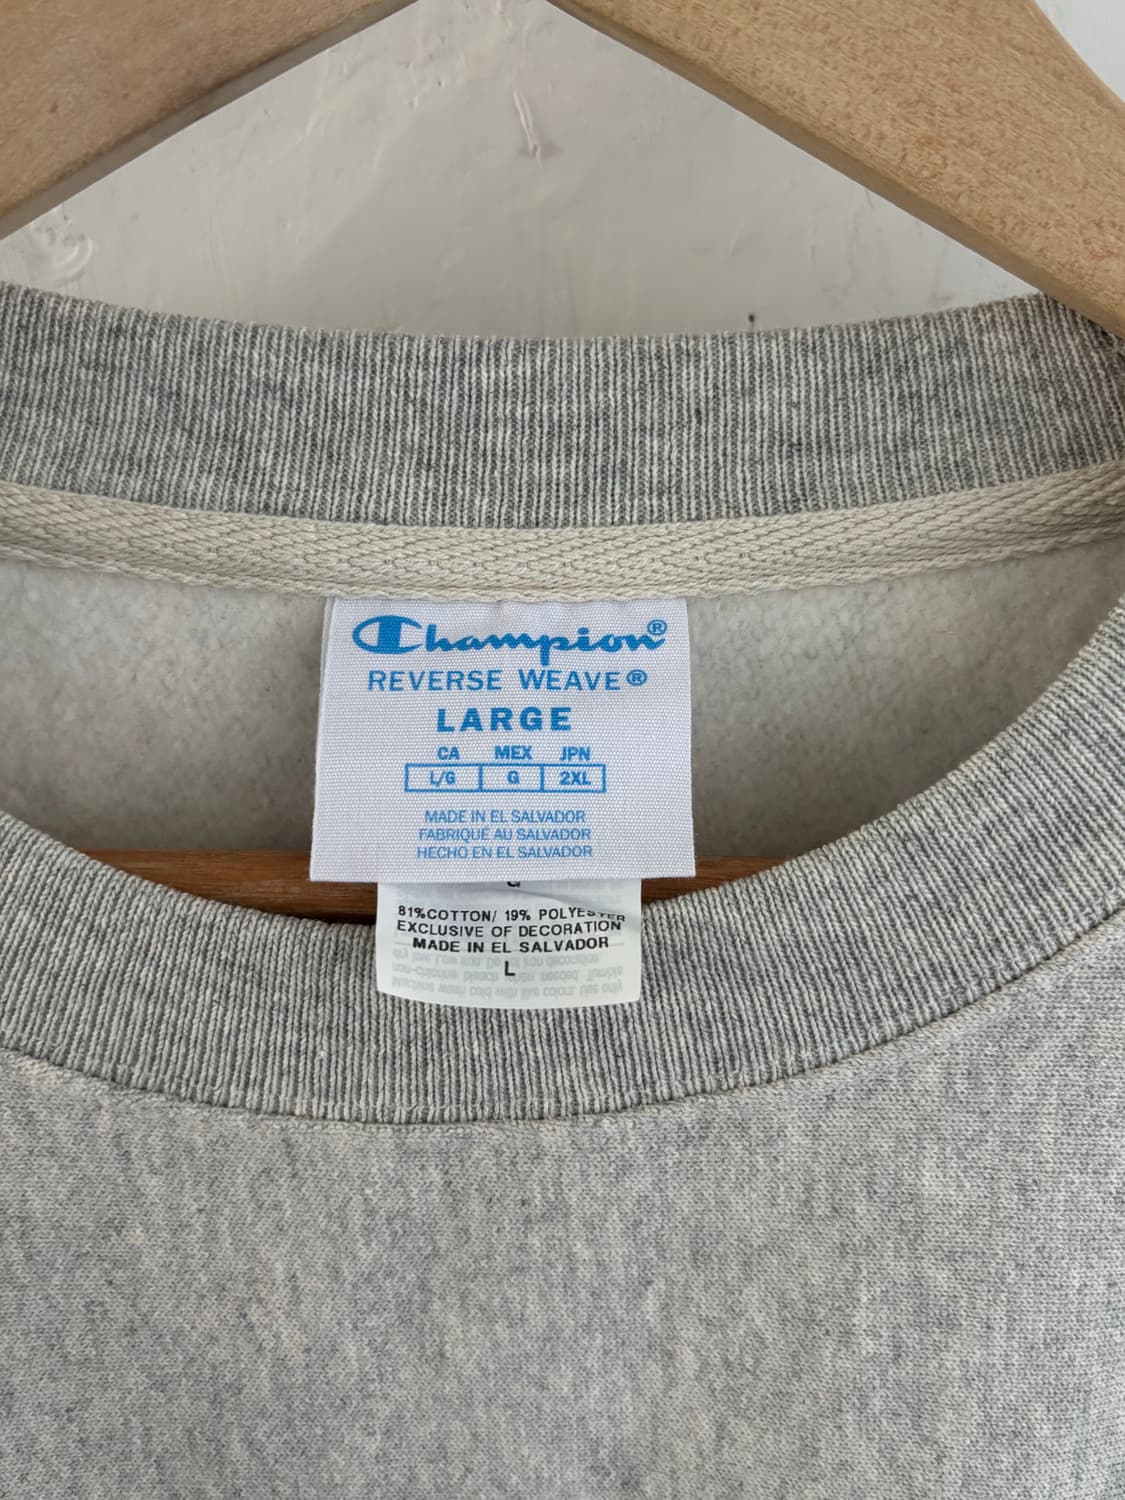 Champion®
REVERSE WEAVE®
LARGE
CA MEX JPN
L/G G 2XL
MADE IN EL SALVADOR
FABRIQUE AU SALVADOR
HECHO EN EL SALVADOR
G
81%COTTON/ 19% POLYESTER
EXCLUSIVE OF DECORATION
MADE IN EL SALVADOR
L